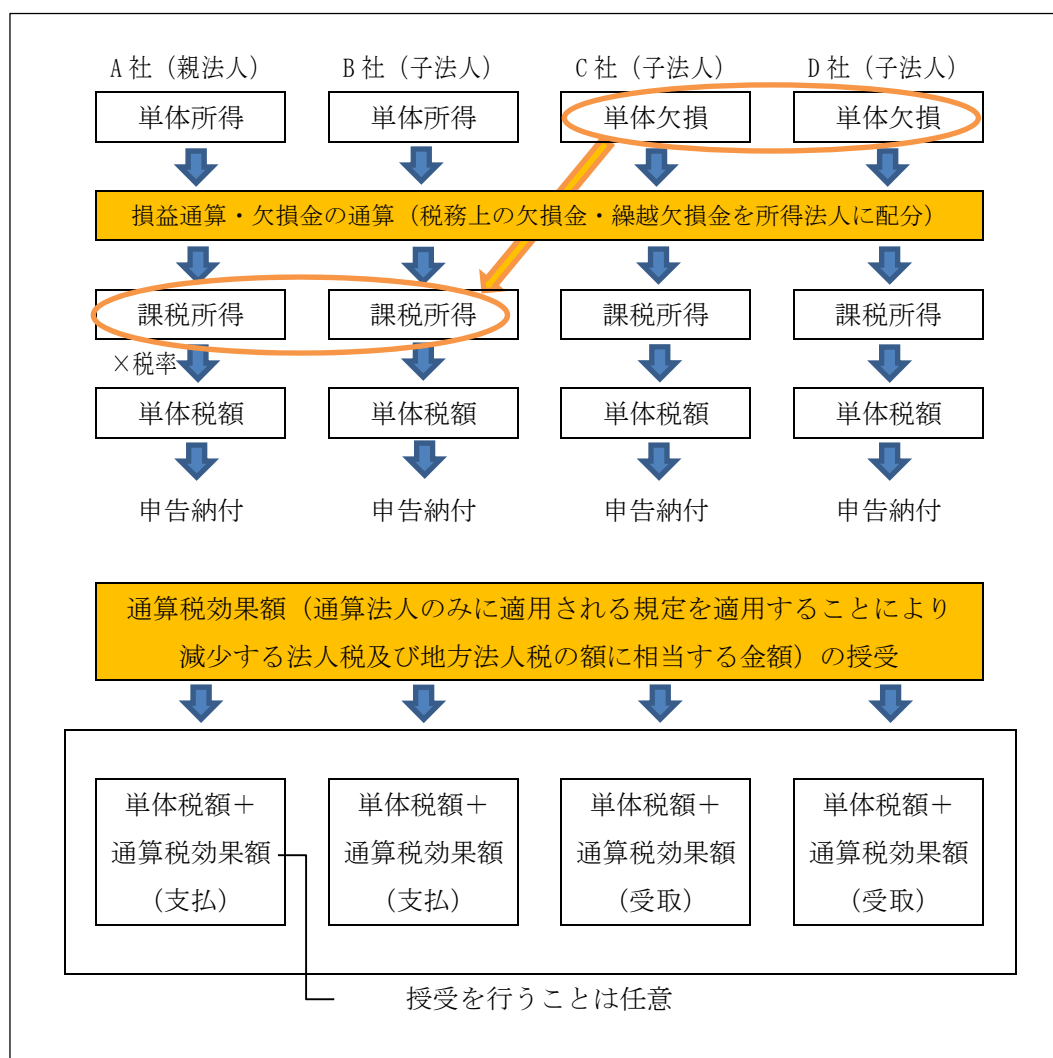 A社（親法人） B社（子法人） C社（子法人） D社（子法人）
単体所得 単体所得 単体欠損 単体欠損
損益通算・欠損金の通算（税務上の欠損金・繰越欠損金を所得法人に配分）
課税所得 課税所得 課税所得 課税所得
×税率
単体税額 単体税額 単体税額 単体税額
申告納付 申告納付 申告納付 申告納付
通算税効果額（通算法人のみに適用される規定を適用することにより
減少する法人税及び地方法人税の額に相当する金額）の授受
単体税額＋ 単体税額＋ 単体税額＋ 単体税額＋
通算税効果額 通算税効果額 通算税効果額 通算税効果額
（支払） （支払） （受取） （受取）
授受を行うことは任意